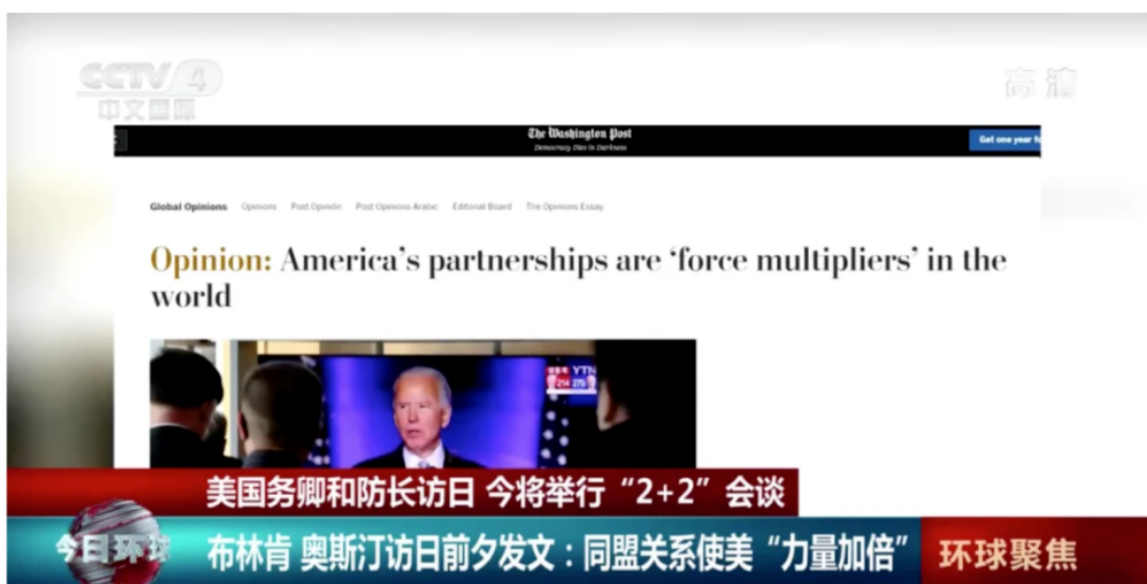 CCTV 4
中文国际
高清
The Washington Post
Democracy Dies in Darkness
Get one year fo
Global Opinions Opinions Post Opinión Post Opinions Arabic Editorial Board The Opinions Essay
Opinion: America's partnerships are ‘force multipliers’ in the
world
YTN
214 270
美国务卿和防长访日 今将举行“2+2”会谈
今日环球
布林肯 奥斯汀访日前夕发文：同盟关系使美“力量加倍”
环球聚焦